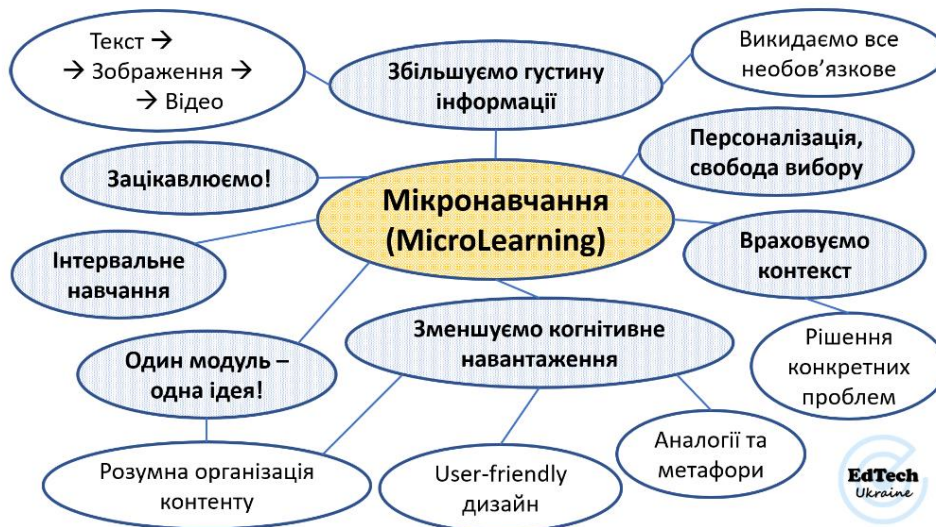 Текст →
→ Зображення →
→ Відео
Збільшуємо густину
інформації
Викидаємо все
необов’язкове
Персоналізація,
свобода вибору
Зацікавлюємо!
Мікронавчання
(MicroLearning)
Інтервальне
навчання
Враховуємо
контекст
Зменшуємо когнітивне
навантаження
Один модуль –
одна ідея!
Рішення
конкретних
проблем
Розумна організація
контенту
User-friendly
дизайн
Аналогії та
метафори
EdTech
Ukraine